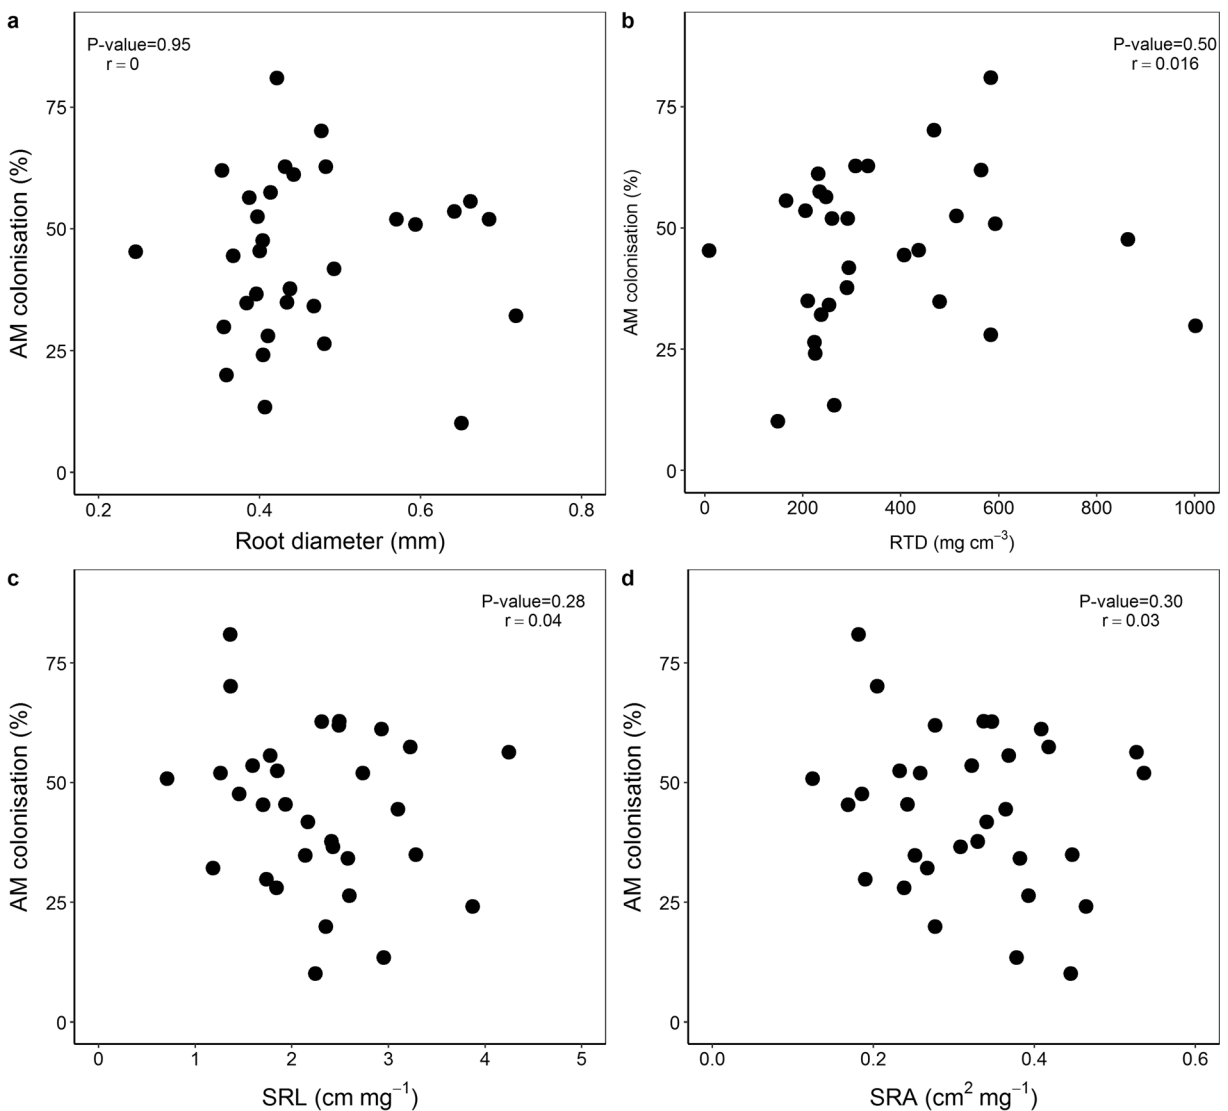 a
P-value=0.95
r = 0
AM colonisation (%)
75
50
25
0
0.2 0.4 0.6 0.8
Root diameter (mm)
b
P-value=0.50
r = 0.016
AM colonisation (%)
75
50
25
0
0 200 400 600 800 1000
RTD (mg cm⁻³)
c
P-value=0.28
r = 0.04
AM colonisation (%)
75
50
25
0
0 1 2 3 4 5
SRL (cm mg⁻¹)
d
P-value=0.30
r = 0.03
AM colonisation (%)
75
50
25
0
0.0 0.2 0.4 0.6
SRA (cm² mg⁻¹)